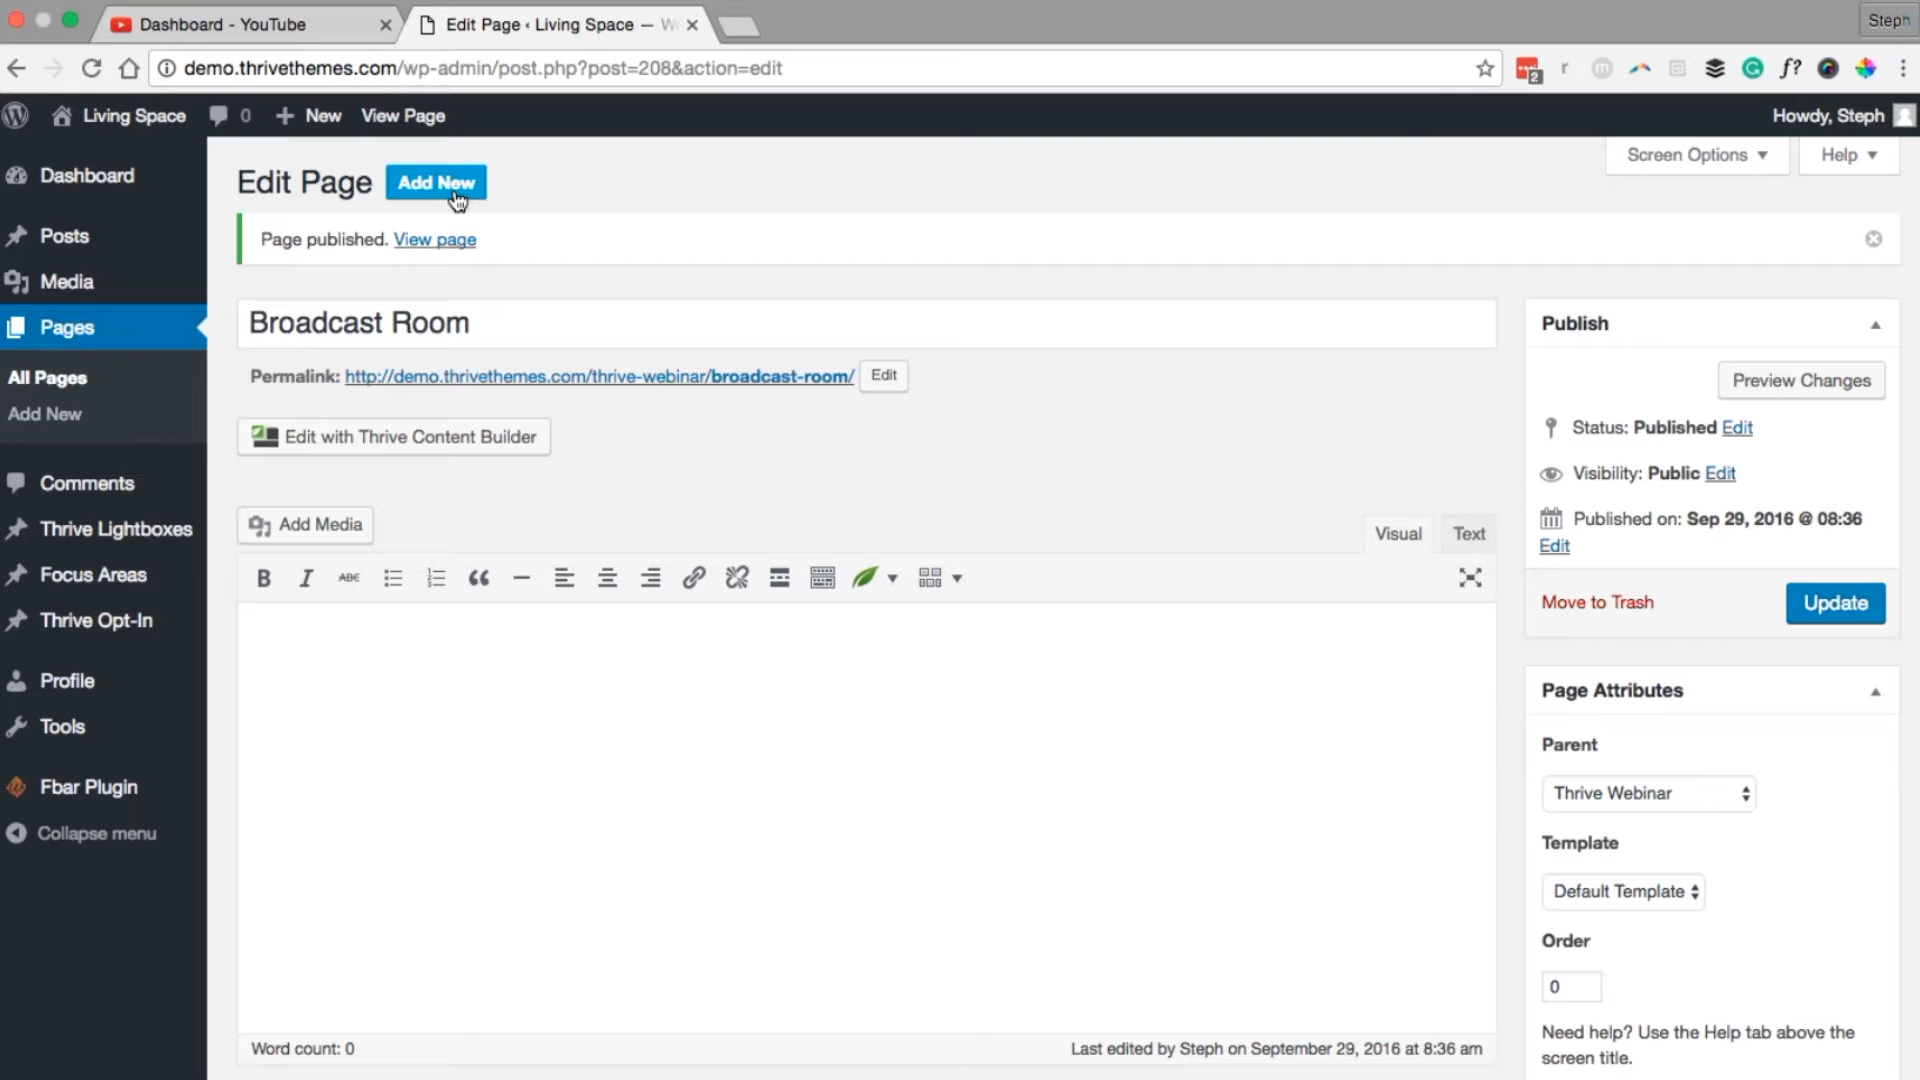 Dashboard - YouTube
Edit Page ‹ Living Space —
Steph
demo.thrivethemes.com/wp-admin/post.php?post=208&action=edit
2
r
m
f?
Living Space
0
New
View Page
Howdy, Steph
Dashboard
Posts
Media
Pages
All Pages
Add New
Comments
Thrive Lightboxes
Focus Areas
Thrive Opt-In
Profile
Tools
Fbar Plugin
Collapse menu
Screen Options
Help
Edit Page
Add New
Page published. View page
Broadcast Room
Permalink: http://demo.thrivethemes.com/thrive-webinar/broadcast-room/
Edit
Edit with Thrive Content Builder
Add Media
Visual
Text
B
I
ABC
Word count: 0
Last edited by Steph on September 29, 2016 at 8:36 am
Publish
Preview Changes
Status: Published Edit
Visibility: Public Edit
Published on: Sep 29, 2016 @ 08:36
Edit
Move to Trash
Update
Page Attributes
Parent
Thrive Webinar
Template
Default Template
Order
0
Need help? Use the Help tab above the
screen title.